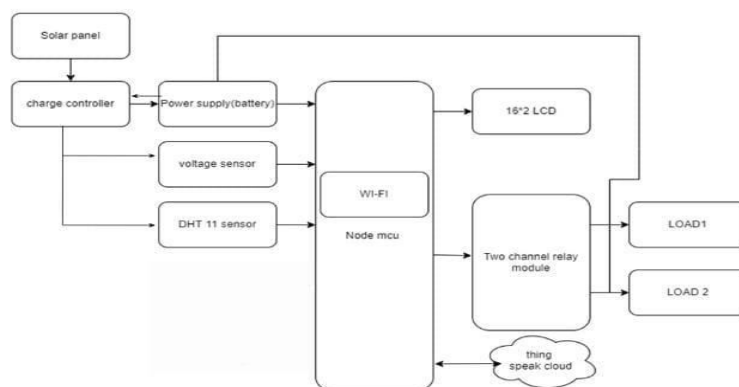 Solar panel
charge controller
Power supply(battery)
16*2 LCD
voltage sensor
WI-FI
DHT 11 sensor
Node mcu
LOAD1
Two channel relay
module
LOAD 2
thing
speak cloud